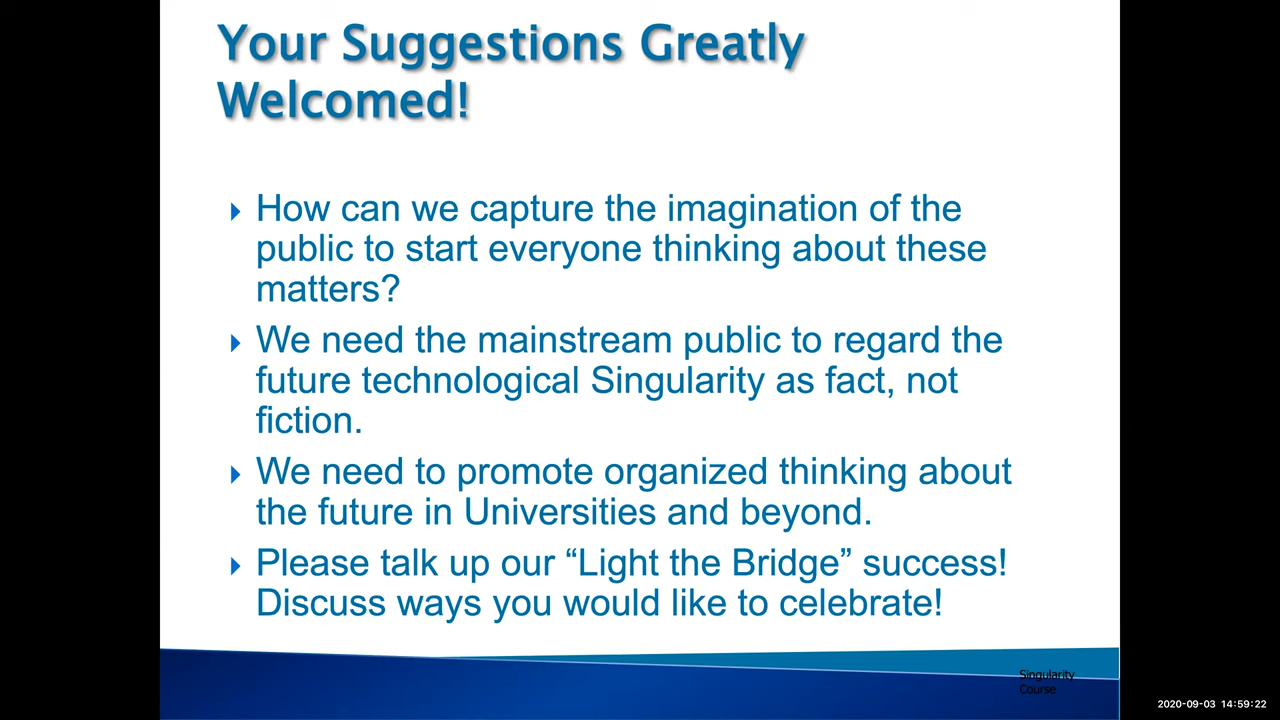 Your Suggestions Greatly
Welcomed!
How can we capture the imagination of the
public to start everyone thinking about these
matters?
We need the mainstream public to regard the
future technological Singularity as fact, not
fiction.
We need to promote organized thinking about
the future in Universities and beyond.
Please talk up our “Light the Bridge” success!
Discuss ways you would like to celebrate!
Singularity
Course
2020-09-03 14:59:22